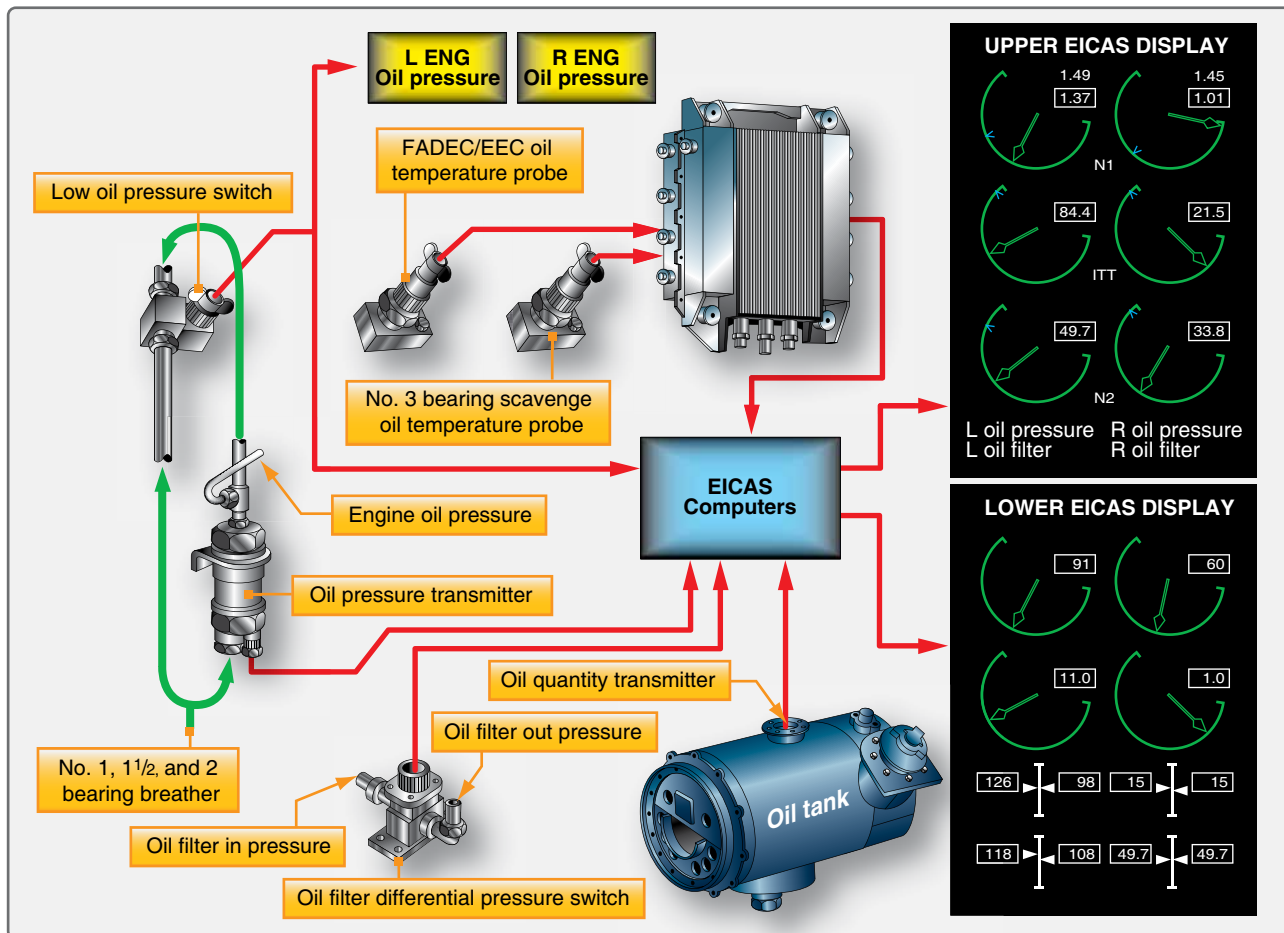 L ENG
Oil pressure
R ENG
Oil pressure
FADEC/EEC oil
temperature probe
Low oil pressure switch
No. 3 bearing scavenge
oil temperature probe
Engine oil pressure
EICAS
Computers
Oil pressure transmitter
Oil quantity transmitter
Oil filter out pressure
No. 1, 1 1/2, and 2
bearing breather
Oil filter in pressure
Oil filter differential pressure switch
Oil tank
UPPER EICAS DISPLAY
1.49 1.45
1.37 1.01
N1
84.4 21.5
ITT
49.7 33.8
N2
L oil pressure R oil pressure
L oil filter R oil filter
LOWER EICAS DISPLAY
91 60
11.0 1.0
126 98 15 15
118 108 49.7 49.7